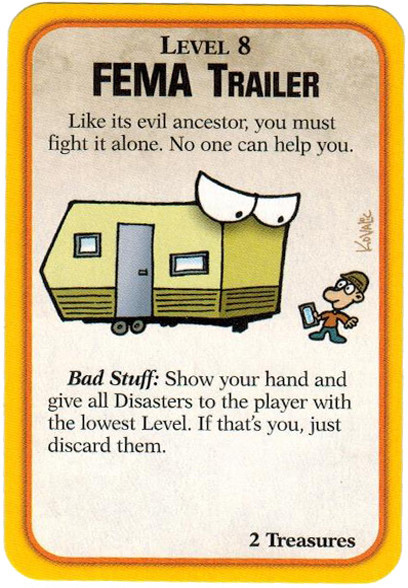 LEVEL 8
FEMA TRAILER
Like its evil ancestor, you must
fight it alone. No one can help you.
KOVALIC
Bad Stuff: Show your hand and
give all Disasters to the player with
the lowest Level. If that's you, just
discard them.
2 Treasures